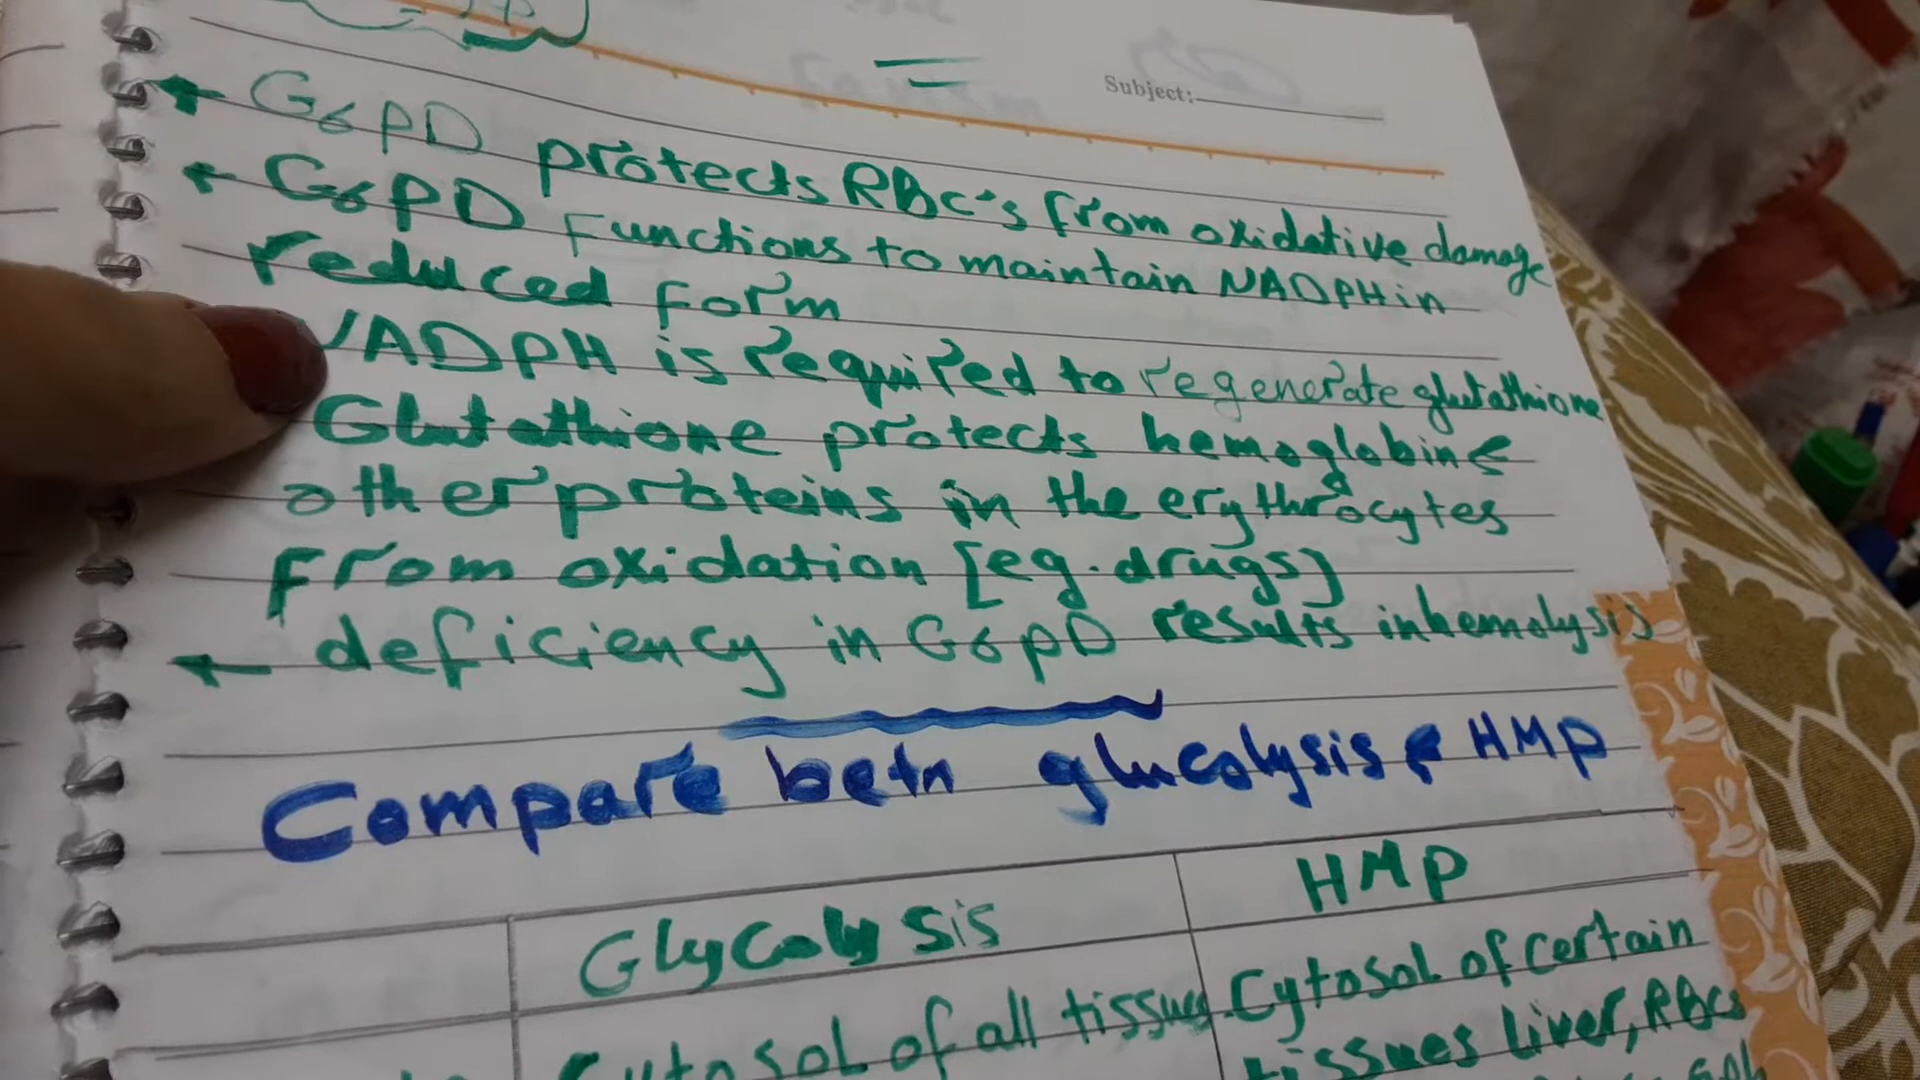 Subject:
G6PD protects RBC's from oxidative damage
G6PD Functions to maintain NADPH in
reduced form
NADPH is required to regenerate glutathione
Glutathione protects hemoglobin &
other proteins in the erythrocytes
From oxidation [eg. drugs]
deficiency in G6PD results in hemolysis
Compare betn glucolysis & HMP
Glycolysis
HMP
Cytosol of all tissues
Cytosol of certain
tissues liver, RBCs